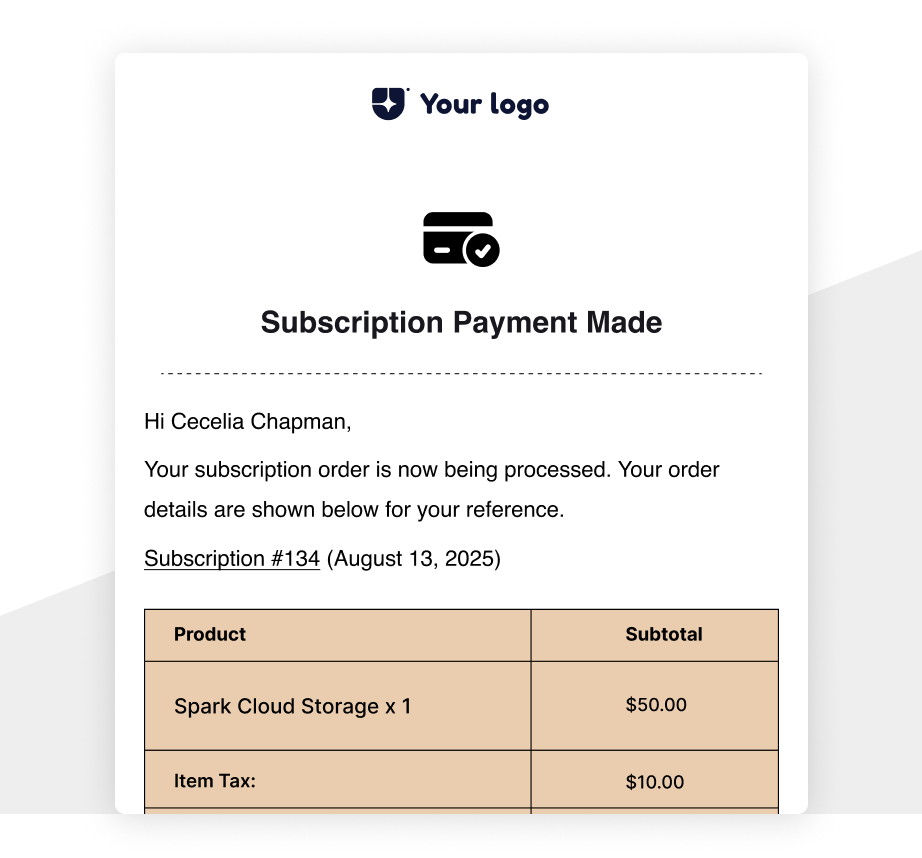 Your logo
Subscription Payment Made
Hi Cecelia Chapman,
Your subscription order is now being processed. Your order
details are shown below for your reference.
Subscription #134 (August 13, 2025)
Product Subtotal
Spark Cloud Storage x 1 $50.00
Item Tax: $10.00